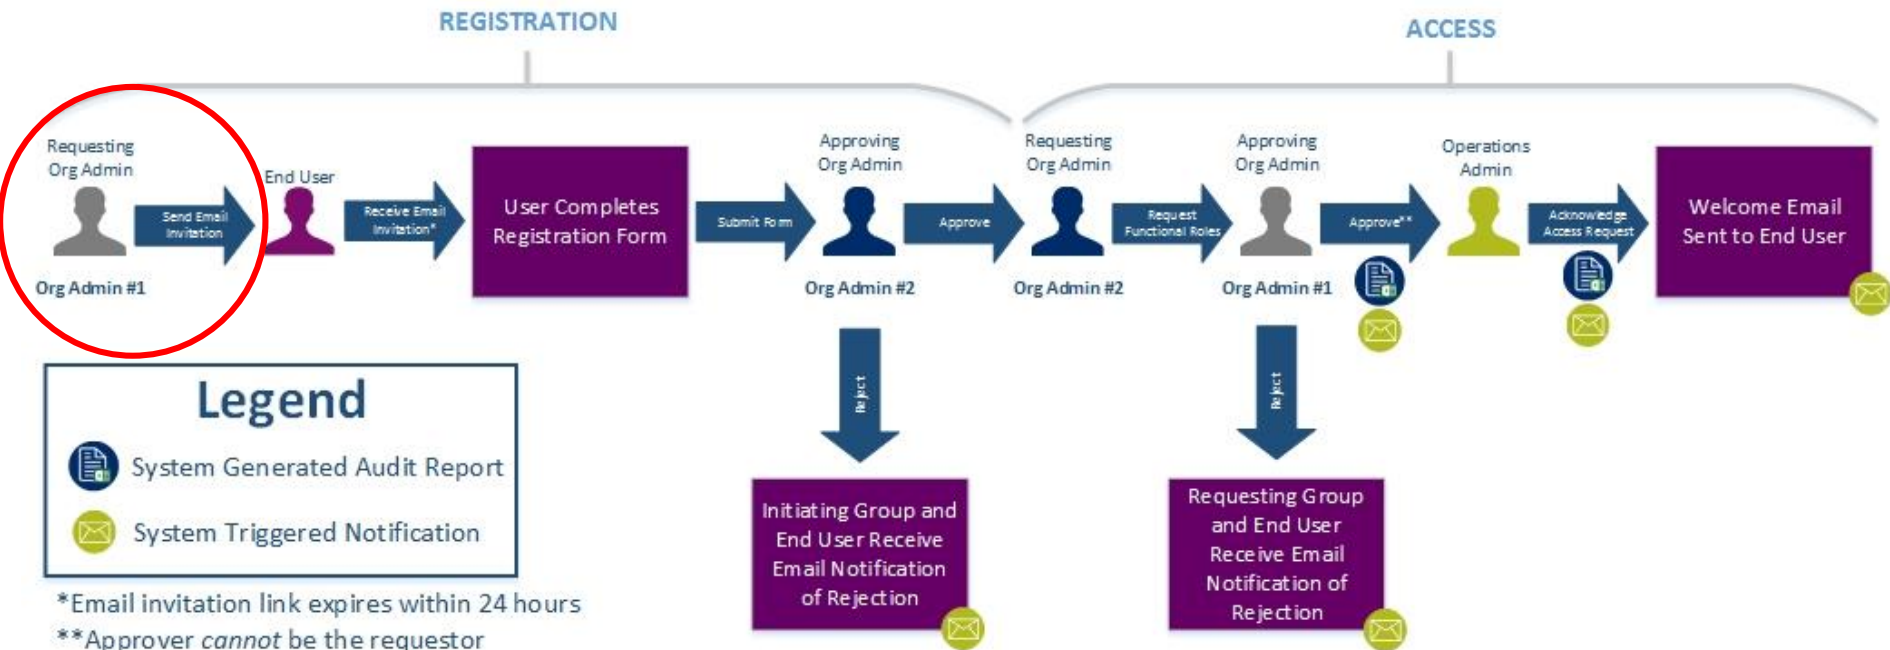 REGISTRATION
ACCESS
Requesting
Org Admin
Org Admin #1
Send Email
Invitation
End User
Receive Email
Invitation*
User Completes
Registration Form
Submit Form
Approving
Org Admin
Org Admin #2
Approve
Requesting
Org Admin
Org Admin #2
Request
Functional Roles
Approving
Org Admin
Org Admin #1
Approve**
Operations
Admin
Acknowledge
Access Request
Welcome Email
Sent to End User
Reject
Initiating Group and
End User Receive
Email Notification
of Rejection
Reject
Requesting Group
and End User
Receive Email
Notification of
Rejection
Legend
System Generated Audit Report
System Triggered Notification
*Email invitation link expires within 24 hours
**Approver cannot be the requestor